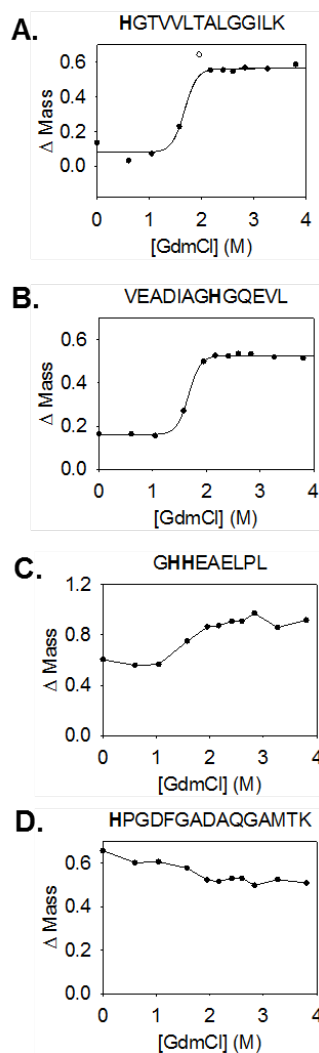 A.
HGTVVLTALGGILK
Δ Mass
0.6
0.4
0.2
0.0
0 1 2 3 4
[GdmCl] (M)
B.
VEADIAGHGQEVL
Δ Mass
0.6
0.4
0.2
0.0
0 1 2 3 4
[GdmCl] (M)
C.
GHHEAELPL
Δ Mass
1.2
0.8
0.4
0.0
0 1 2 3 4
[GdmCl] (M)
D.
HPGDFGADAQGAMTK
Δ Mass
0.6
0.4
0.2
0.0
0 1 2 3 4
[GdmCl] (M)